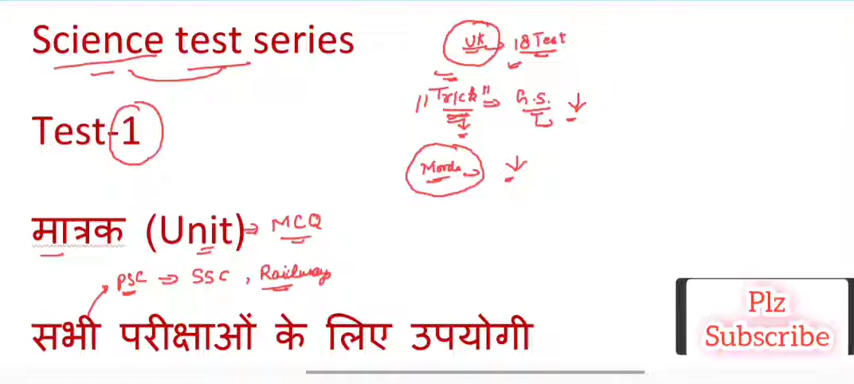 Science test series
UK 18 Test
"Trick" ⇒ G.S. ↓
Test-1
↓
मात्रक (Unit) ⇒ MCQ
PSC ⇒ SSC, Railway
सभी परीक्षाओं के लिए उपयोगी
Plz
Subscribe